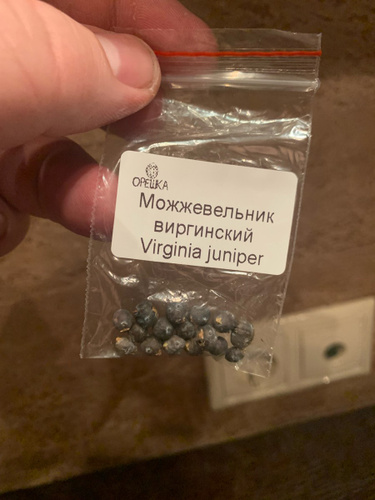 ОРЕШКА
Можжевельник
виргинский
Virginia juniper